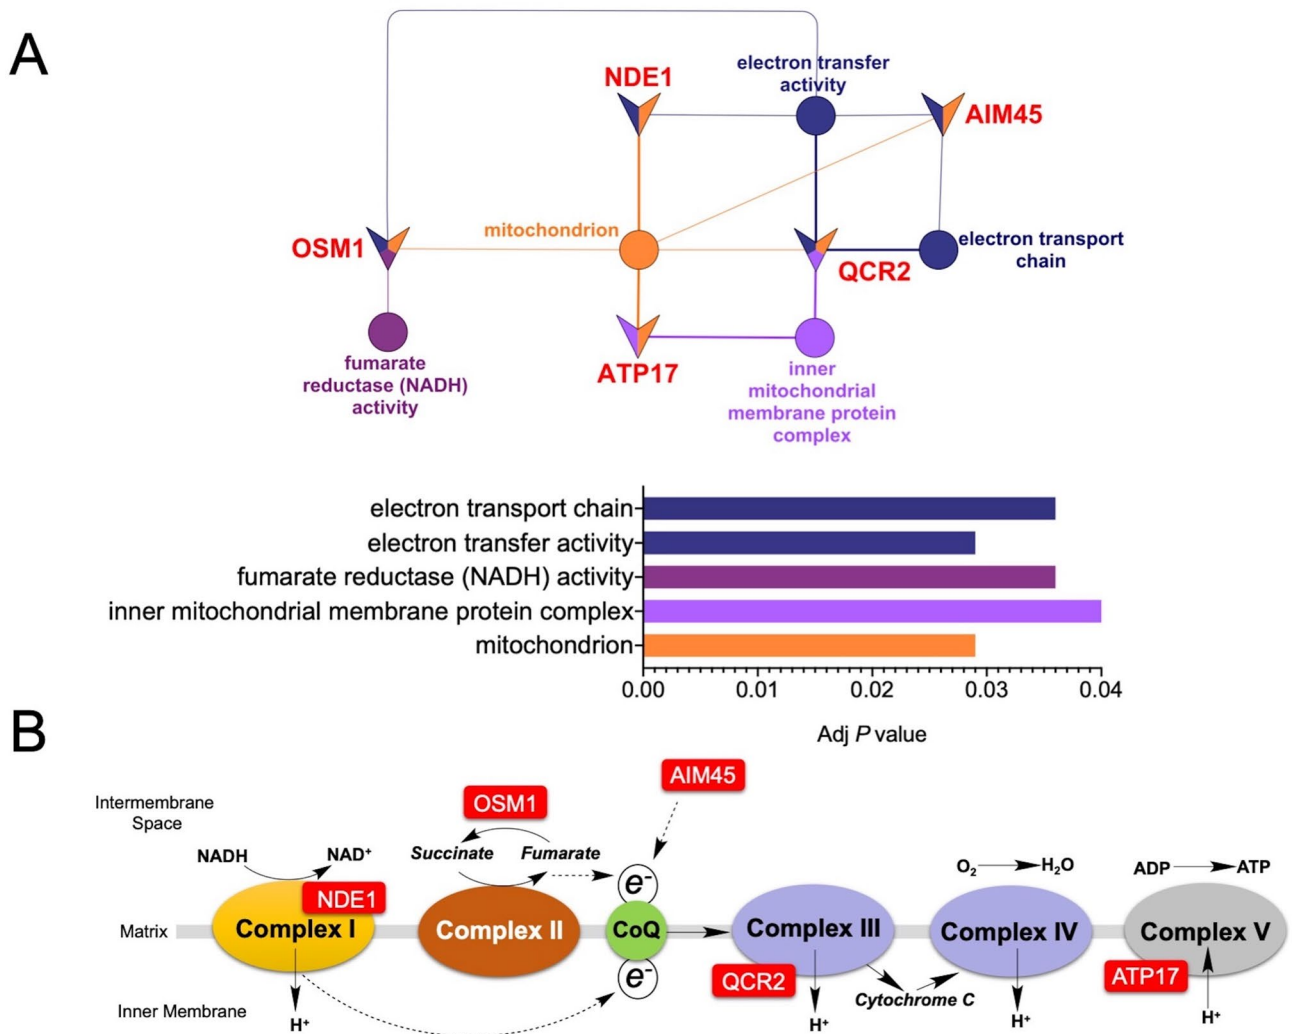 A
electron transfer
activity
NDE1
AIM45
mitochondrion
OSM1
electron transport
chain
QCR2
ATP17
fumarate
reductase (NADH)
activity
inner
mitochondrial
membrane protein
complex
electron transport chain
electron transfer activity
fumarate reductase (NADH) activity
inner mitochondrial membrane protein complex
mitochondrion
0.00 0.01 0.02 0.03 0.04
Adj P value
B
Intermembrane
Space
AIM45
OSM1
NADH NAD⁺
Succinate Fumarate
O₂ H₂O
ADP ATP
e⁻
NDE1
Matrix
Complex I
Complex II
CoQ
Complex III
Complex IV
Complex V
QCR2
ATP17
e⁻
Cytochrome C
Inner Membrane
H⁺
H⁺
H⁺
H⁺